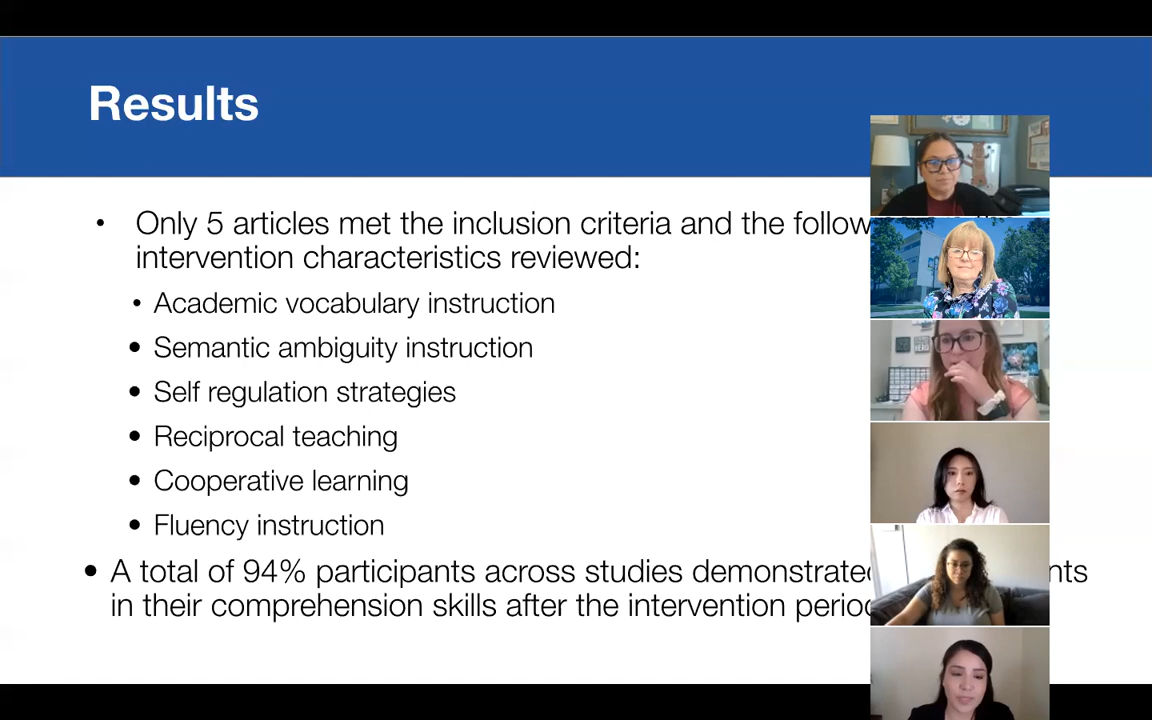 Results
• Only 5 articles met the inclusion criteria and the follow
intervention characteristics reviewed:
• Academic vocabulary instruction
• Semantic ambiguity instruction
• Self regulation strategies
• Reciprocal teaching
• Cooperative learning
• Fluency instruction
• A total of 94% participants across studies demonstrated nts
in their comprehension skills after the intervention period